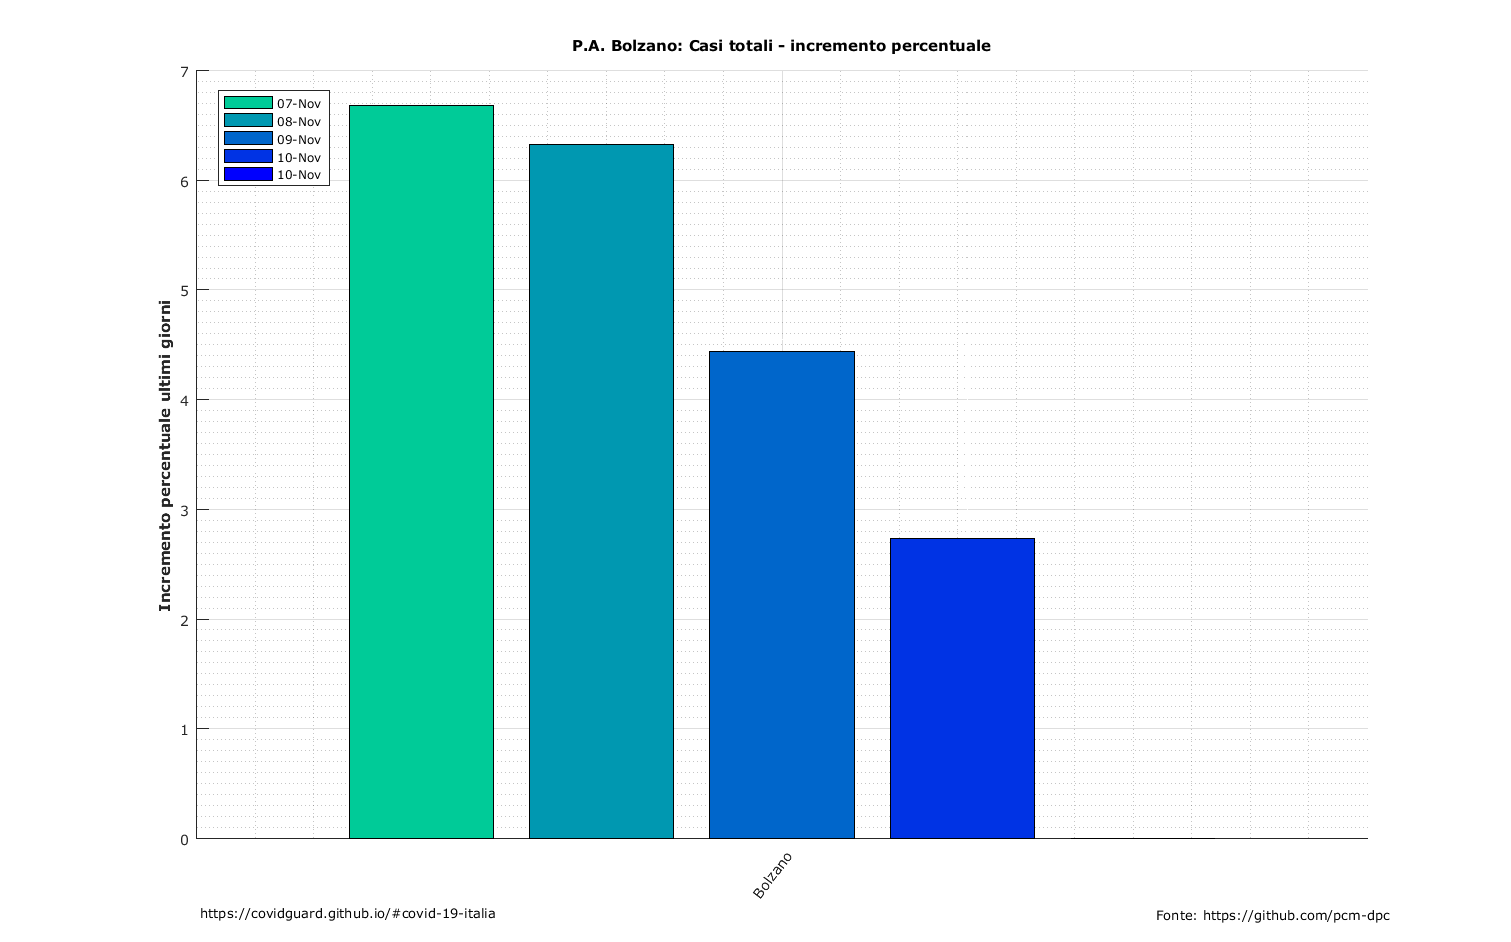 P.A. Bolzano: Casi totali - incremento percentuale
7
6
5
4
3
2
1
0
Incremento percentuale ultimi giorni
07-Nov
08-Nov
09-Nov
10-Nov
10-Nov
Bolzano
https://covidguard.github.io/#covid-19-italia
Fonte: https://github.com/pcm-dpc